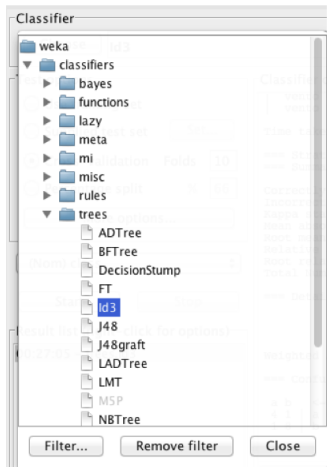 Classifier
weka
classifiers
bayes
functions
lazy
meta
mi
misc
rules
trees
ADTree
BFTree
DecisionStump
FT
Id3
J48
J48graft
LADTree
LMT
M5P
NBTree
Filter... Remove filter Close